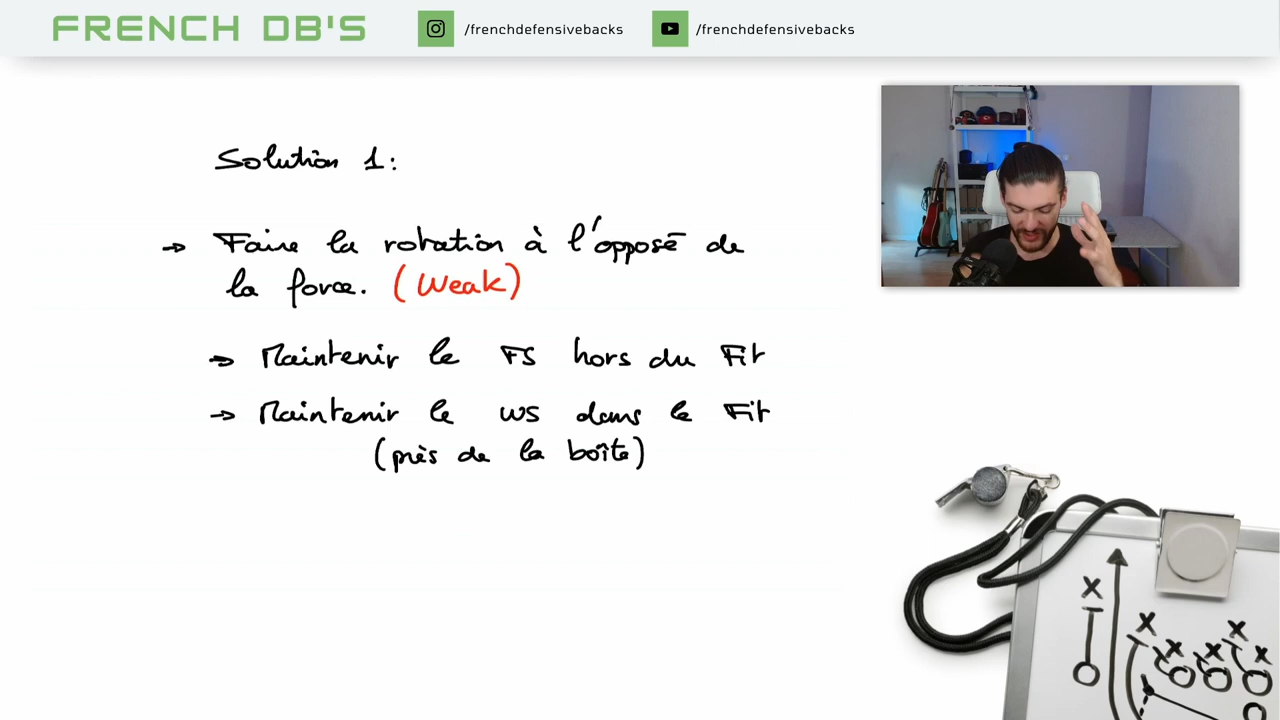 FRENCH DB'S
/frenchdefensivebacks
/frenchdefensivebacks
Solution 1:
→ Faire la rotation à l'opposé de
la force. (Weak)
→ Maintenir le FS hors du Fit
→ Maintenir le WS dans le Fit
(près de la boîte)
X
X
X
X
X
X